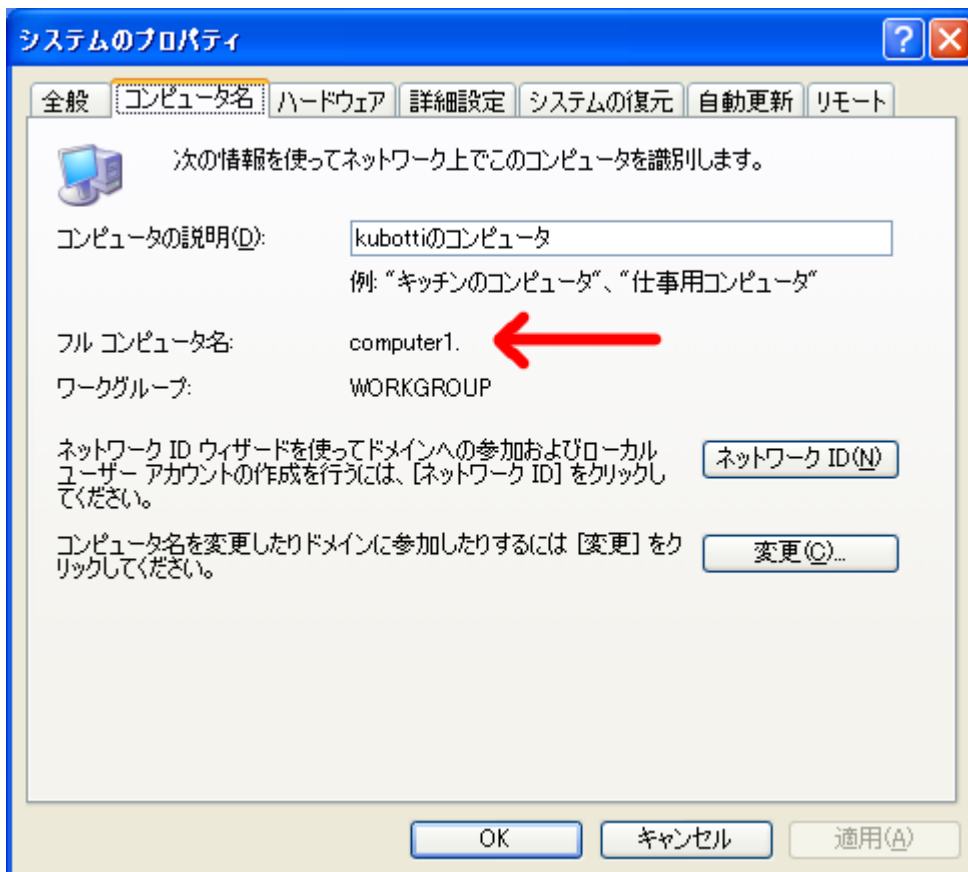 システムのプロパティ
全般 コンピュータ名 ハードウェア 詳細設定 システムの復元 自動更新 リモート
次の情報を使ってネットワーク上でこのコンピュータを識別します。
コンピュータの説明(D): kubottiのコンピュータ
例: "キッチンのコンピュータ"、"仕事用コンピュータ"
フル コンピュータ名: computer1.
ワークグループ: WORKGROUP
ネットワーク ID ウィザードを使ってドメインへの参加およびローカル
ユーザー アカウントの作成を行うには、[ネットワーク ID] をクリックし
てください。
ネットワーク ID(N)
コンピュータ名を変更したりドメインに参加したりするには [変更] をク
リックしてください。
変更(C)...
OK キャンセル 適用(A)